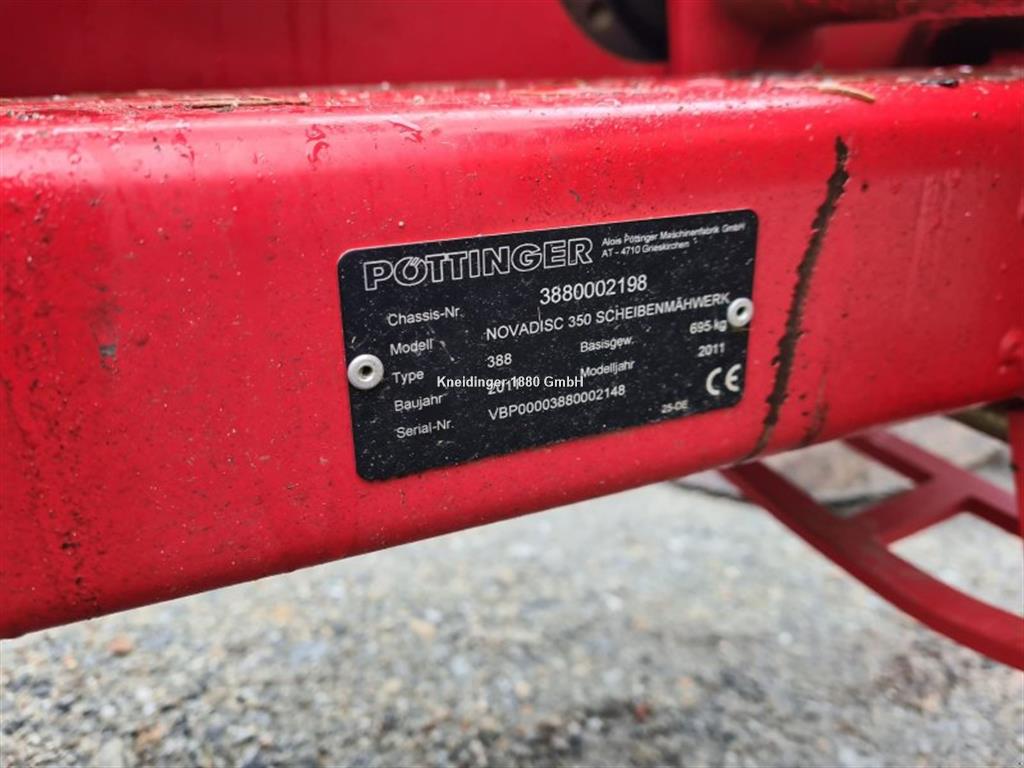 PÖTTINGER
Alois Pöttinger Maschinenfabrik GmbH
AT - 4710 Grieskirchen
Chassis-Nr. 3880002198
Modell NOVADISC 350 SCHEIBENMÄHWERK
Type 388 Basisgew. 695 kg
Baujahr 2011 Modelljahr 2011
Serial-Nr. VBP00003880002148
25-DE CE
Kneidinger 1880 GmbH